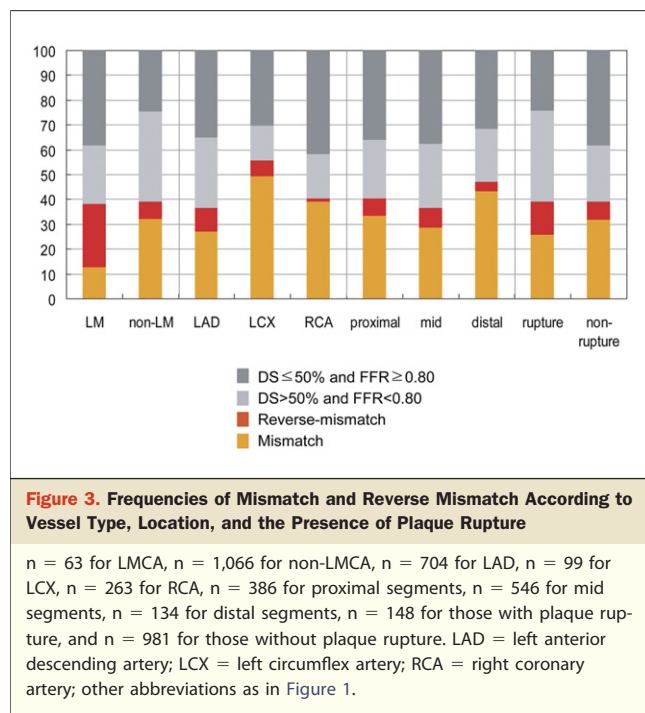 100
90
80
70
60
50
40
30
20
10
0
LM non-LM LAD LCX RCA proximal mid distal rupture non-
rupture
DS≤50% and FFR≥0.80
DS>50% and FFR<0.80
Reverse-mismatch
Mismatch
Figure 3. Frequencies of Mismatch and Reverse Mismatch According to
Vessel Type, Location, and the Presence of Plaque Rupture
n = 63 for LMCA, n = 1,066 for non-LMCA, n = 704 for LAD, n = 99 for
LCX, n = 263 for RCA, n = 386 for proximal segments, n = 546 for mid
segments, n = 134 for distal segments, n = 148 for those with plaque rup-
ture, and n = 981 for those without plaque rupture. LAD = left anterior
descending artery; LCX = left circumflex artery; RCA = right coronary
artery; other abbreviations as in Figure 1.